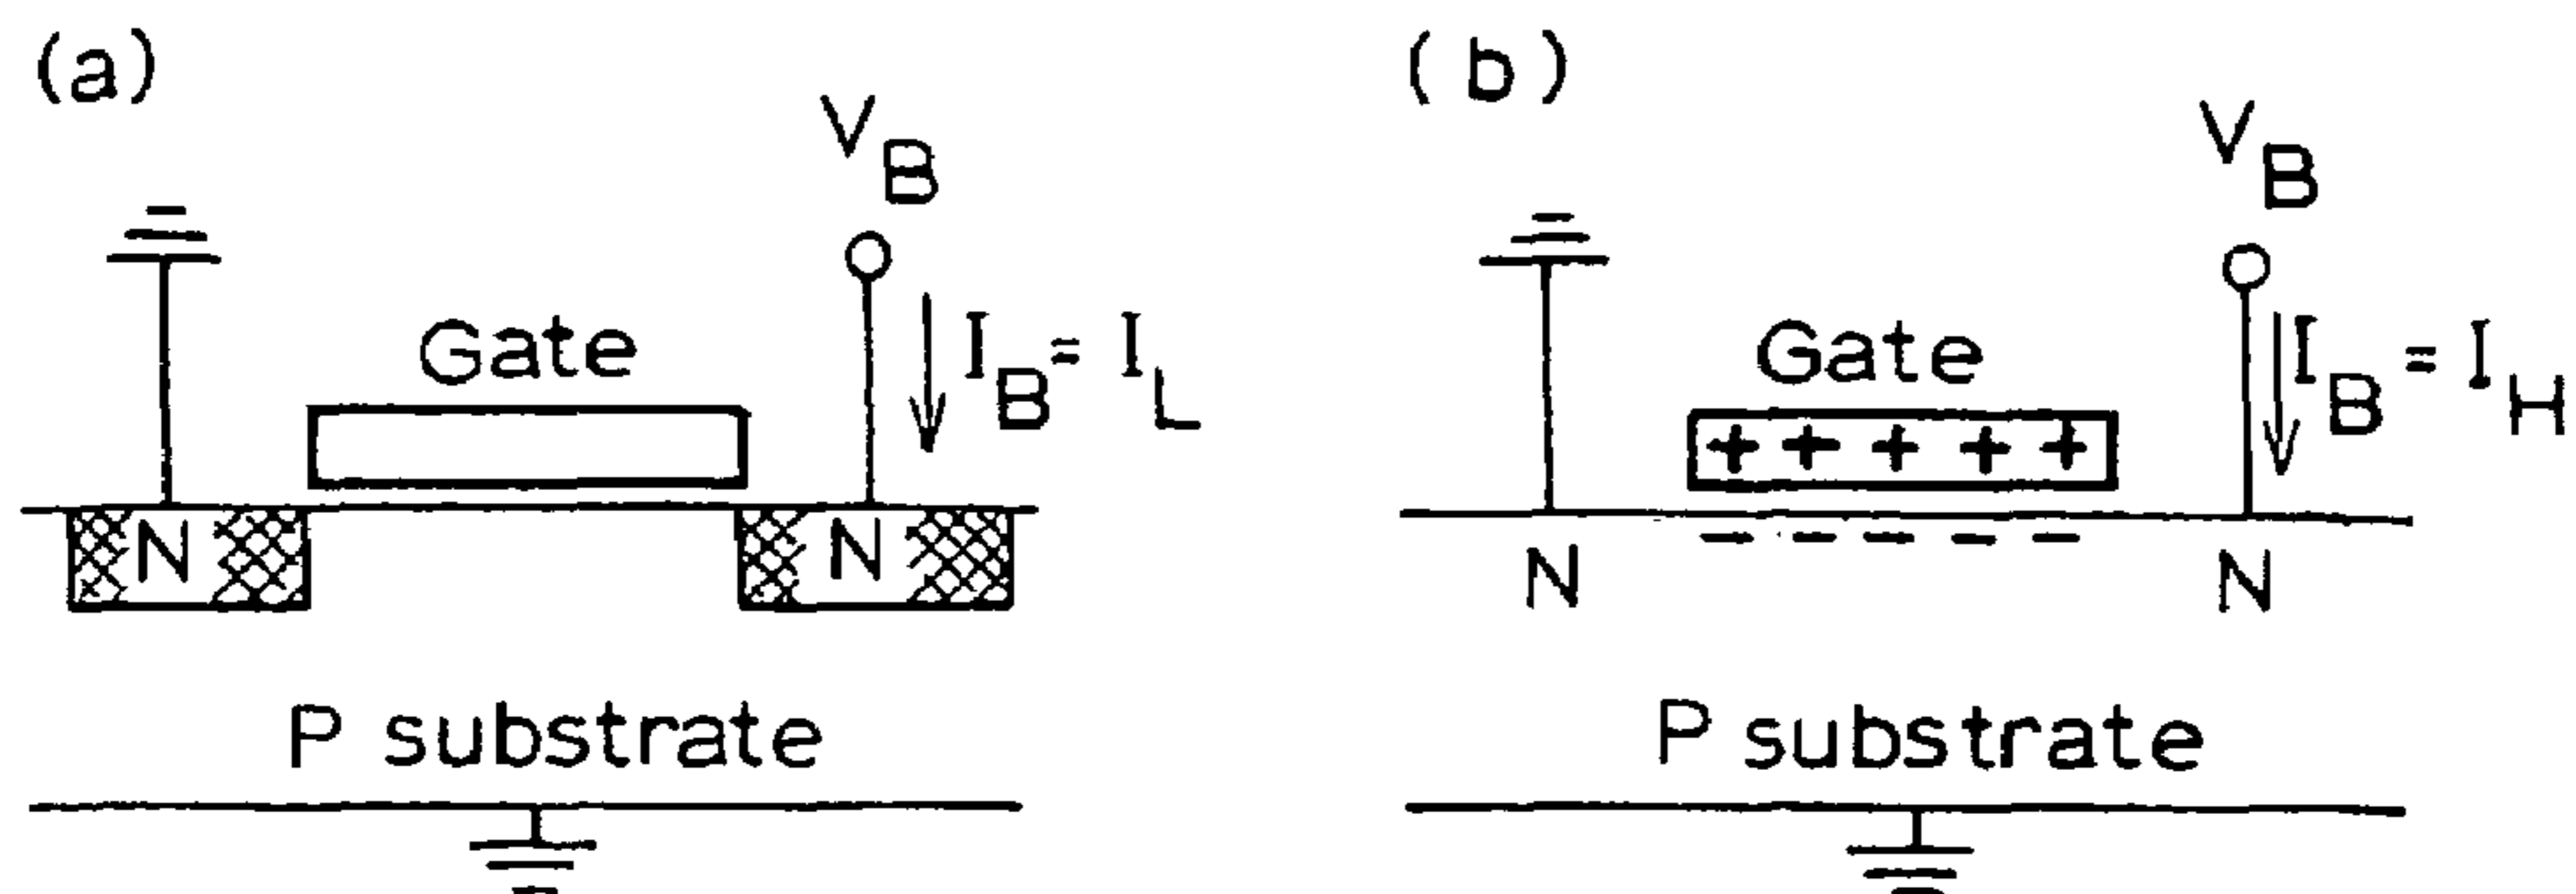 (a)
V_B
Gate
I_B = I_L
N
N
P substrate
(b)
V_B
Gate
+ + + + +
I_B = I_H
- - - - -
N
N
P substrate